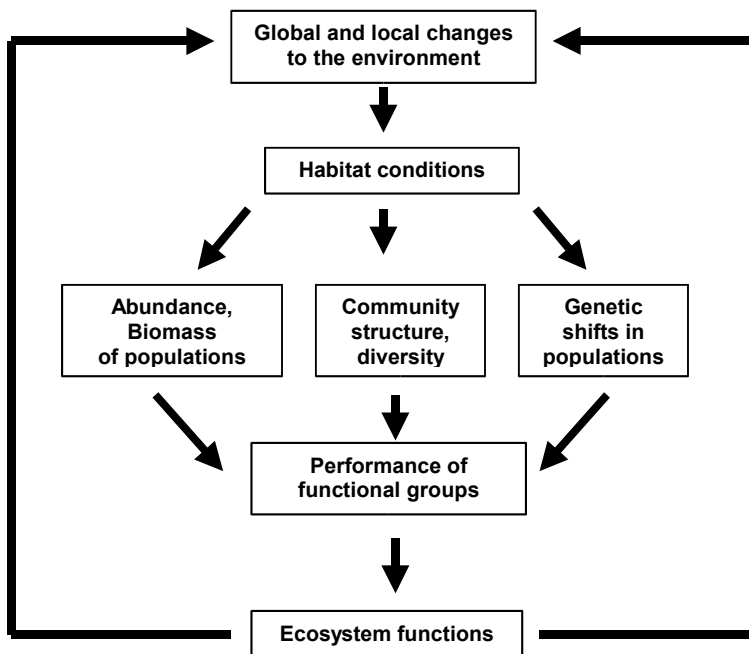 Global and local changes
to the environment
Habitat conditions
Abundance,
Biomass
of populations
Community
structure,
diversity
Genetic
shifts in
populations
Performance of
functional groups
Ecosystem functions